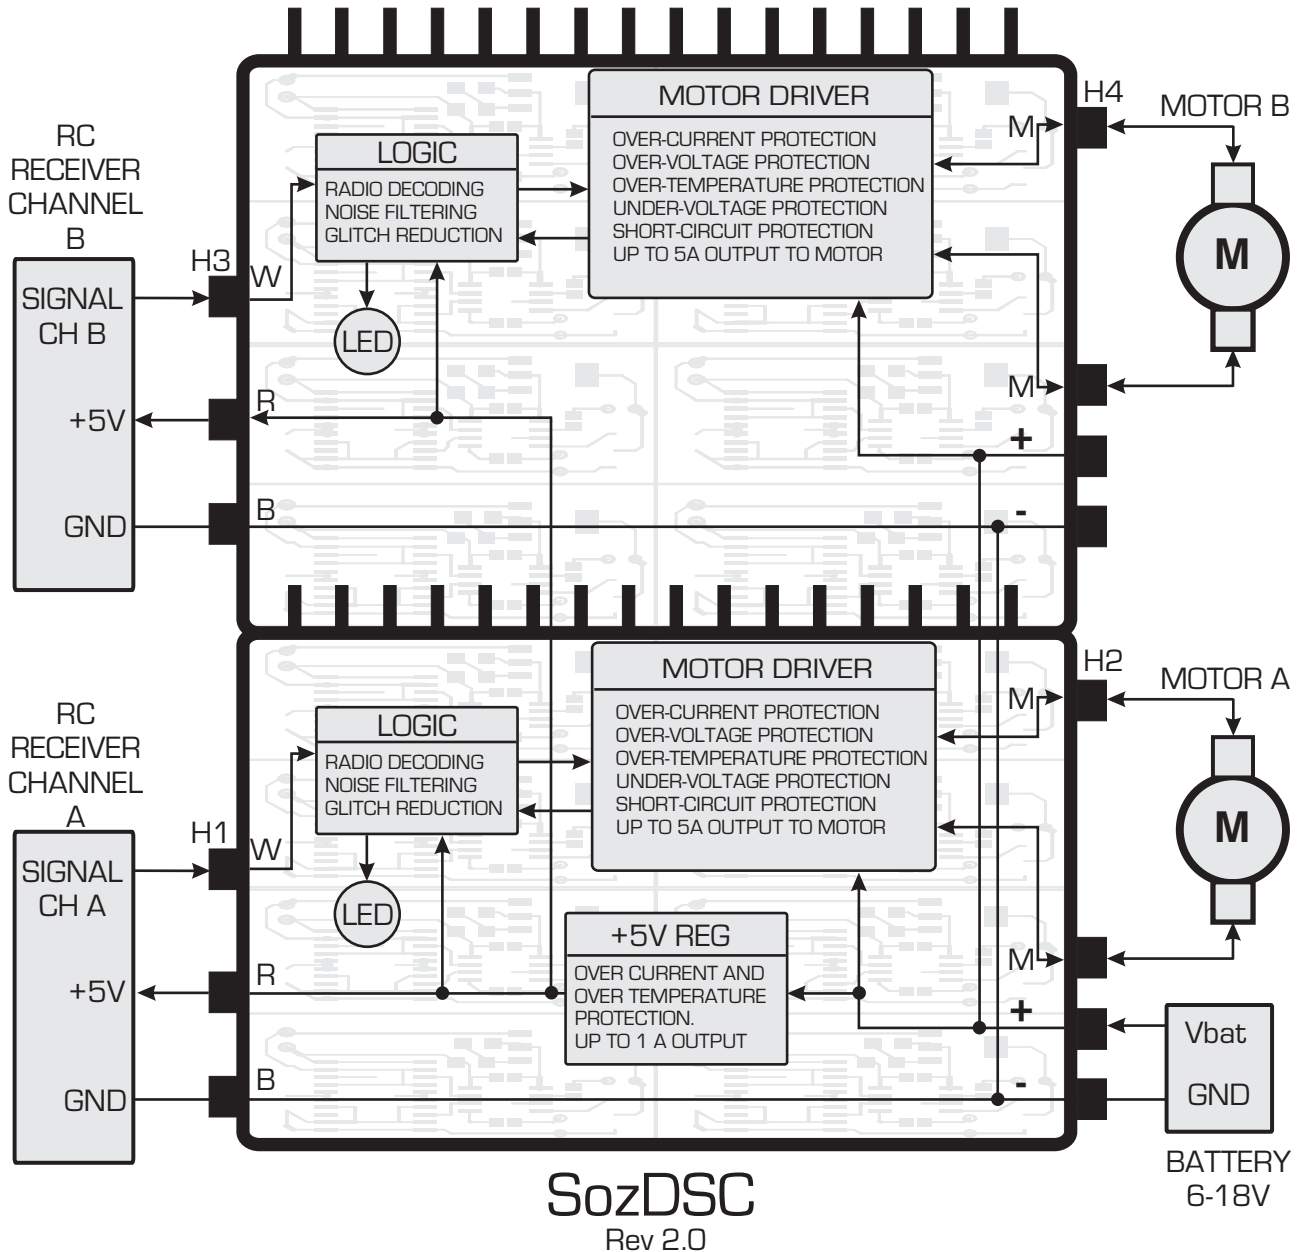 MOTOR DRIVER
OVER-CURRENT PROTECTION
OVER-VOLTAGE PROTECTION
OVER-TEMPERATURE PROTECTION
UNDER-VOLTAGE PROTECTION
SHORT-CIRCUIT PROTECTION
UP TO 5A OUTPUT TO MOTOR
H4
MOTOR B
M
M
M
+
-
RC
RECEIVER
CHANNEL
B
SIGNAL
CH B
+5V
GND
H3
W
R
B
LOGIC
RADIO DECODING
NOISE FILTERING
GLITCH REDUCTION
LED
MOTOR DRIVER
OVER-CURRENT PROTECTION
OVER-VOLTAGE PROTECTION
OVER-TEMPERATURE PROTECTION
UNDER-VOLTAGE PROTECTION
SHORT-CIRCUIT PROTECTION
UP TO 5A OUTPUT TO MOTOR
H2
MOTOR A
M
M
M
+
-
RC
RECEIVER
CHANNEL
A
SIGNAL
CH A
+5V
GND
H1
W
R
B
LOGIC
RADIO DECODING
NOISE FILTERING
GLITCH REDUCTION
LED
+5V REG
OVER CURRENT AND
OVER TEMPERATURE
PROTECTION.
UP TO 1 A OUTPUT
Vbat
GND
BATTERY
6-18V
SozDSC
Rev 2.0